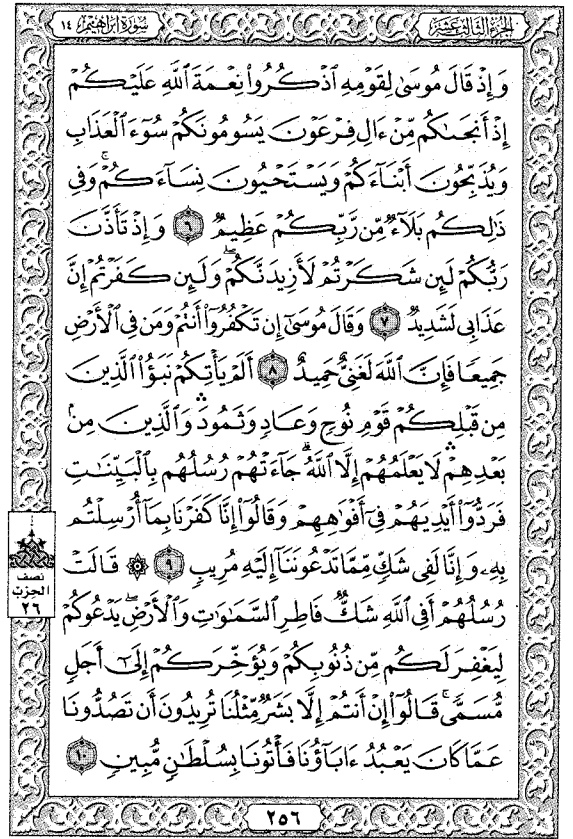 الجزء الثالث عشر
سورة إبراهيم ١٤
وَإِذْ قَالَ مُوسَىٰ لِقَوْمِهِ ٱذْكُرُوا۟ نِعْمَةَ ٱللَّهِ عَلَيْكُمْ
إِذْ أَنجَىٰكُم مِّنْ ءَالِ فِرْعَوْنَ يَسُومُونَكُمْ سُوٓءَ ٱلْعَذَابِ
وَيُذَبِّحُونَ أَبْنَآءَكُمْ وَيَسْتَحْيُونَ نِسَآءَكُمْ ۚ وَفِى
ذَٰلِكُم بَلَآءٌ مِّن رَّبِّكُمْ عَظِيمٌ ٦ وَإِذْ تَأَذَّنَ
رَبُّكُمْ لَئِن شَكَرْتُمْ لَأَزِيدَنَّكُمْ ۖ وَلَئِن كَفَرْتُمْ إِنَّ
عَذَابِى لَشَدِيدٌ ٧ وَقَالَ مُوسَىٰٓ إِن تَكْفُرُوٓا۟ أَنتُمْ وَمَن فِى ٱلْأَرْضِ
جَمِيعًا فَإِنَّ ٱللَّهَ لَغَنِىٌّ حَمِيدٌ ٨ أَلَمْ يَأْتِكُمْ نَبَؤُا۟ ٱلَّذِينَ
مِن قَبْلِكُمْ قَوْمِ نُوحٍ وَعَادٍ وَثَمُودَ ۛ وَٱلَّذِينَ مِنۢ
بَعْدِهِمْ ۛ لَا يَعْلَمُهُمْ إِلَّا ٱللَّهُ ۚ جَآءَتْهُمْ رُسُلُهُم بِٱلْبَيِّنَٰتِ
فَرَدُّوٓا۟ أَيْدِيَهُمْ فِىٓ أَفْوَٰهِهِمْ وَقَالُوٓا۟ إِنَّا كَفَرْنَا بِمَآ أُرْسِلْتُم
بِهِۦ وَإِنَّا لَفِى شَكٍّ مِّمَّا تَدْعُونَنَآ إِلَيْهِ مُرِيبٍ ٩ ۞ قَالَتْ
رُسُلُهُمْ أَفِى ٱللَّهِ شَكٌّ فَاطِرِ ٱلسَّمَٰوَٰتِ وَٱلْأَرْضِ ۖ يَدْعُوكُمْ
لِيَغْفِرَ لَكُم مِّن ذُنُوبِكُمْ وَيُؤَخِّرَكُمْ إِلَىٰٓ أَجَلٍ
مُّسَمًّى ۚ قَالُوٓا۟ إِنْ أَنتُمْ إِلَّا بَشَرٌ مِّثْلُنَا تُرِيدُونَ أَن تَصُدُّونَا
عَمَّا كَانَ يَعْبُدُ ءَابَآؤُنَا فَأْتُونَا بِسُلْطَٰنٍ مُّبِينٍ ١٠
نصف
الحزب
٢٦
٢٥٦